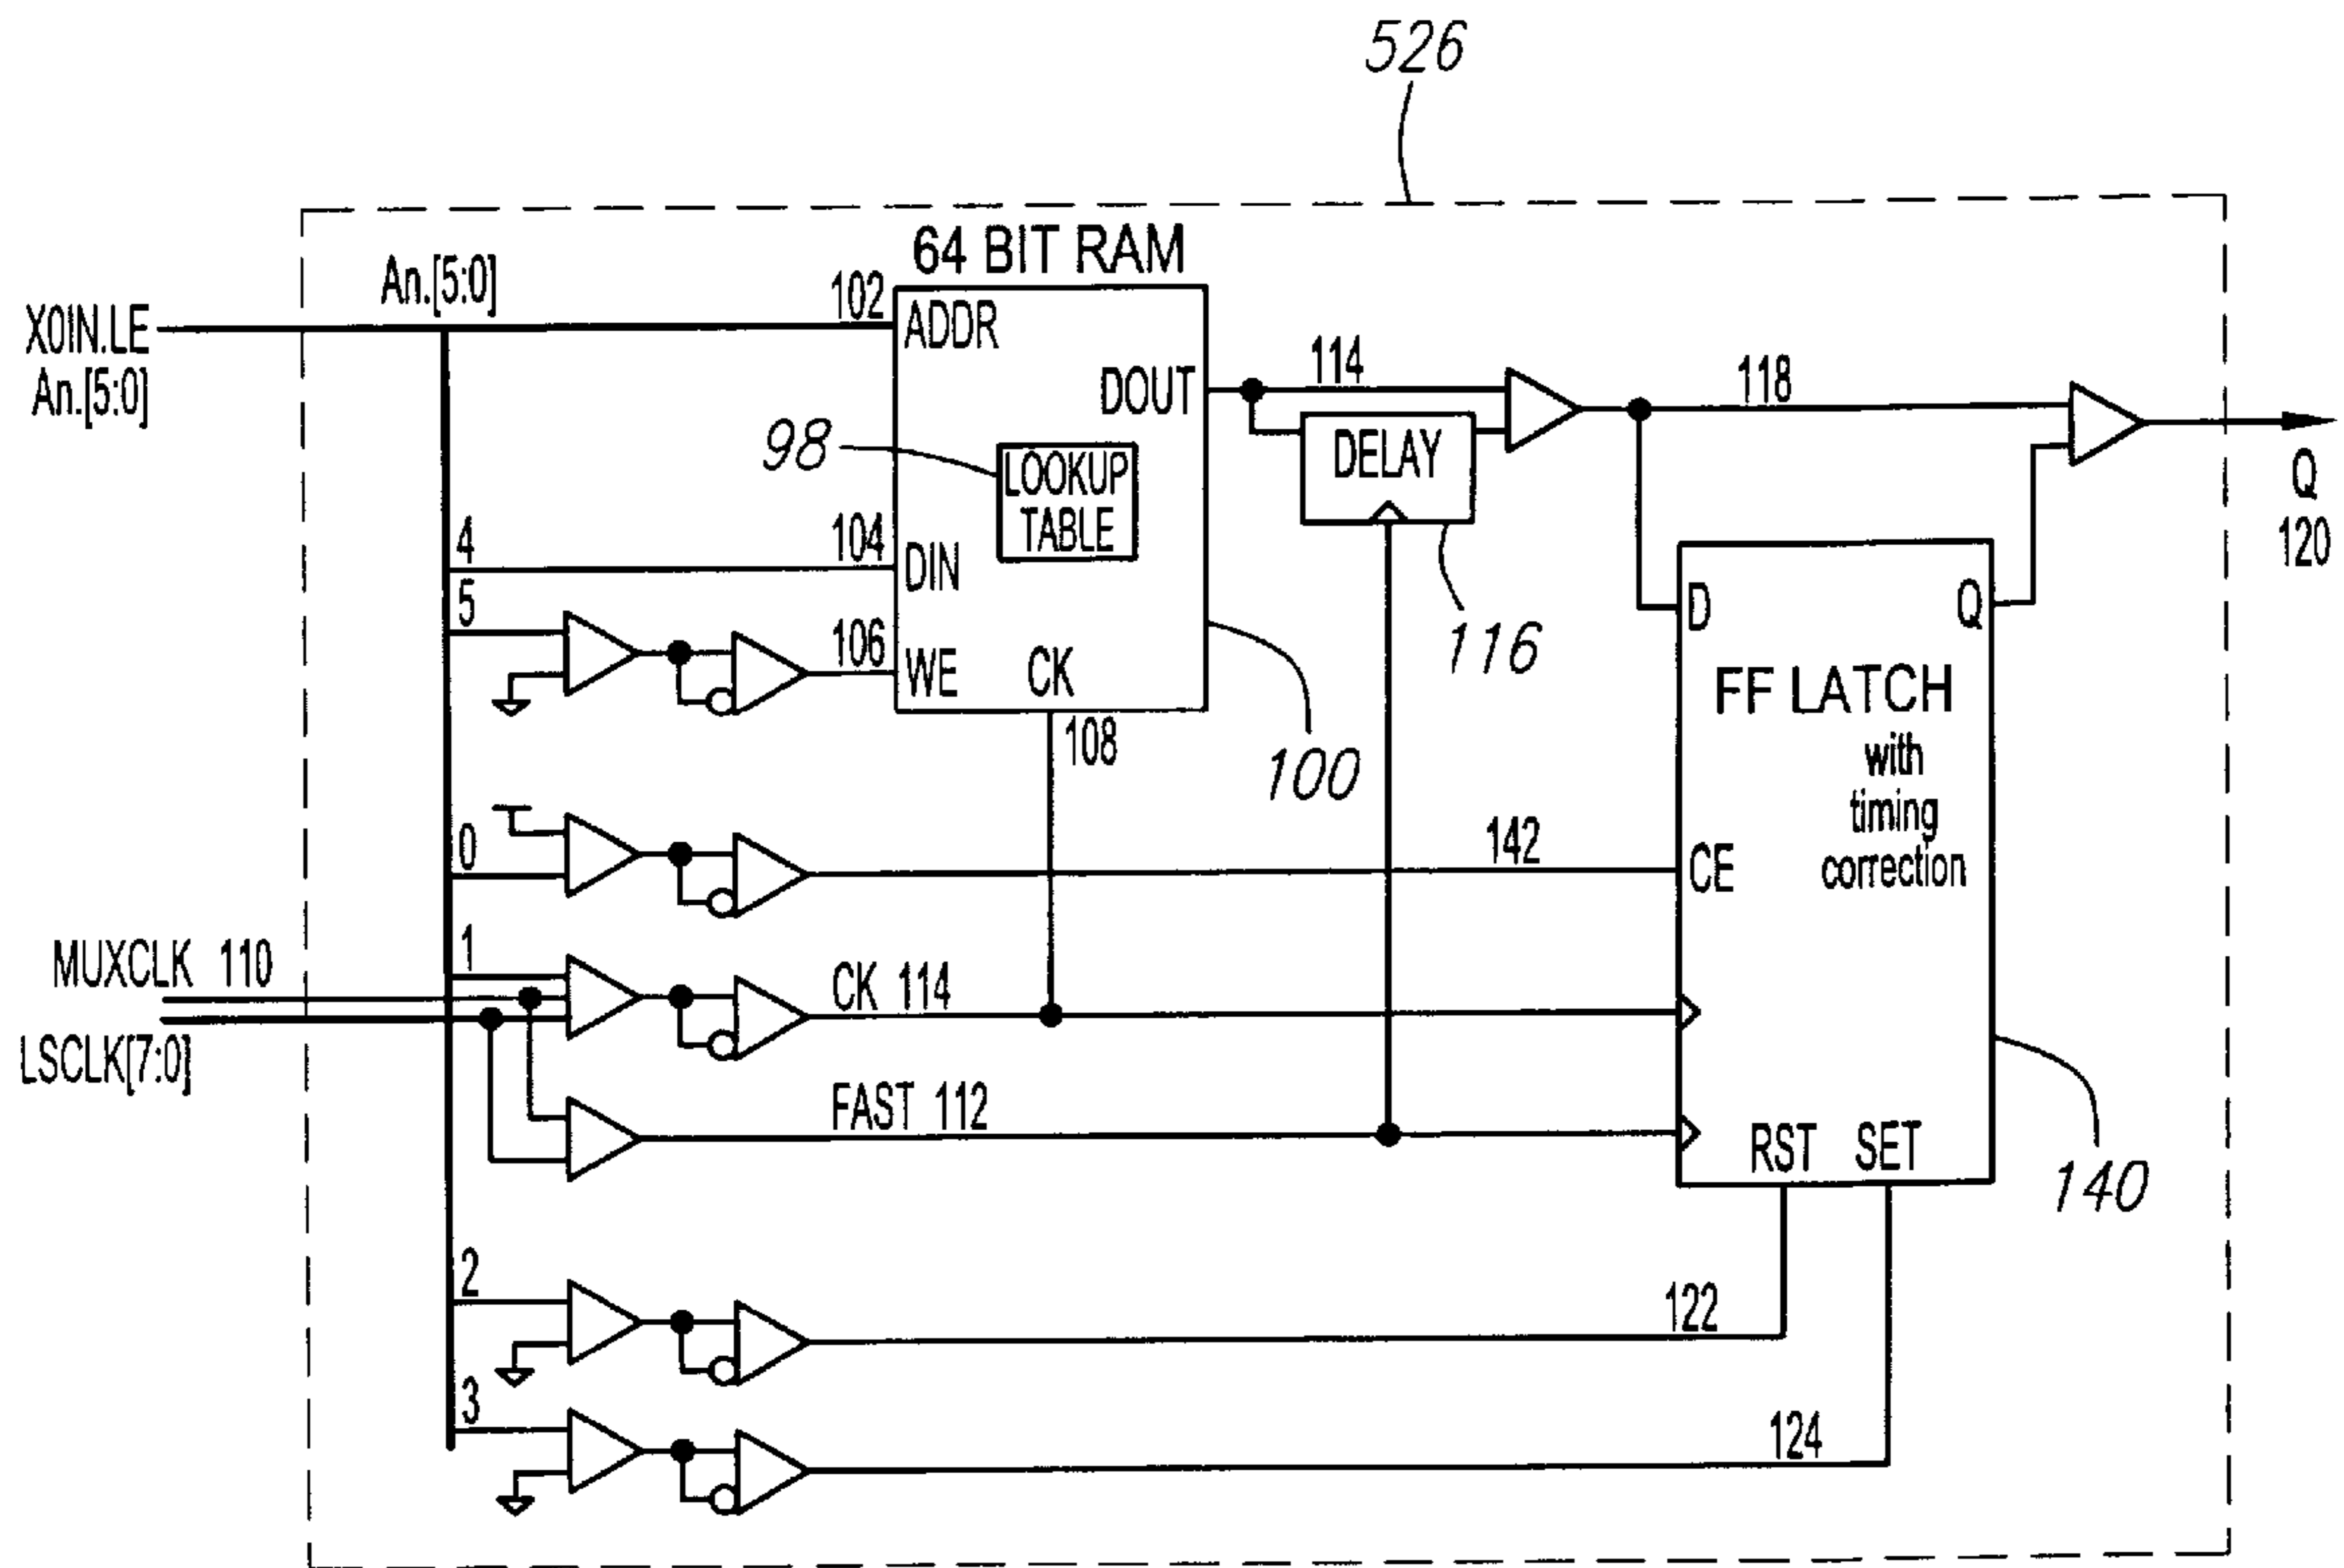 526
64 BIT RAM
An.[5:0]
X0IN.LE
An.[5:0]
102
ADDR
DOUT
114
118
98
LOOKUP
TABLE
DELAY
Q
120
4
104
DIN
5
106
WE
CK
108
116
100
D
Q
FF LATCH
with
timing
correction
0
142
CE
1
MUXCLK 110
LSCLK[7:0]
CK 114
FAST 112
RST SET
140
2
122
3
124